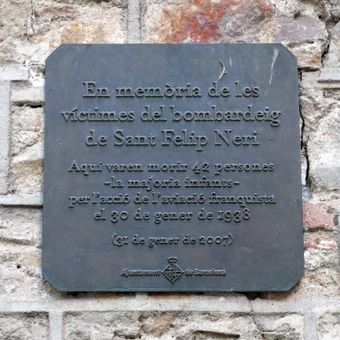 En memòria de les
víctimes del bombardeig
de Sant Felip Neri
Aquí varen morir 42 persones
-la majoria infants-
per l'acció de l'aviació franquista
el 30 de gener de 1938
(31 de gener de 2007)
Ajuntament de Barcelona